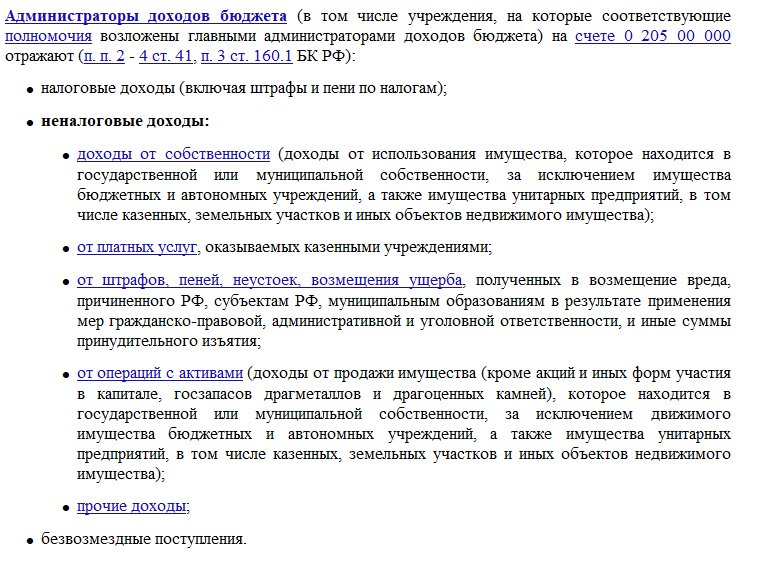 Администраторы доходов бюджета (в том числе учреждения, на которые соответствующие
полномочия возложены главными администраторами доходов бюджета) на счете 0 205 00 000
отражают (п. п. 2 - 4 ст. 41, п. 3 ст. 160.1 БК РФ):
● налоговые доходы (включая штрафы и пени по налогам);
● неналоговые доходы:
● доходы от собственности (доходы от использования имущества, которое находится в
государственной или муниципальной собственности, за исключением имущества
бюджетных и автономных учреждений, а также имущества унитарных предприятий, в том
числе казенных, земельных участков и иных объектов недвижимого имущества);
● от платных услуг, оказываемых казенными учреждениями;
● от штрафов, пеней, неустоек, возмещения ущерба, полученных в возмещение вреда,
причиненного РФ, субъектам РФ, муниципальным образованиям в результате применения
мер гражданско-правовой, административной и уголовной ответственности, и иные суммы
принудительного изъятия;
● от операций с активами (доходы от продажи имущества (кроме акций и иных форм участия
в капитале, госзапасов драгметаллов и драгоценных камней), которое находится в
государственной или муниципальной собственности, за исключением движимого
имущества бюджетных и автономных учреждений, а также имущества унитарных
предприятий, в том числе казенных, земельных участков и иных объектов недвижимого
имущества);
● прочие доходы;
● безвозмездные поступления.